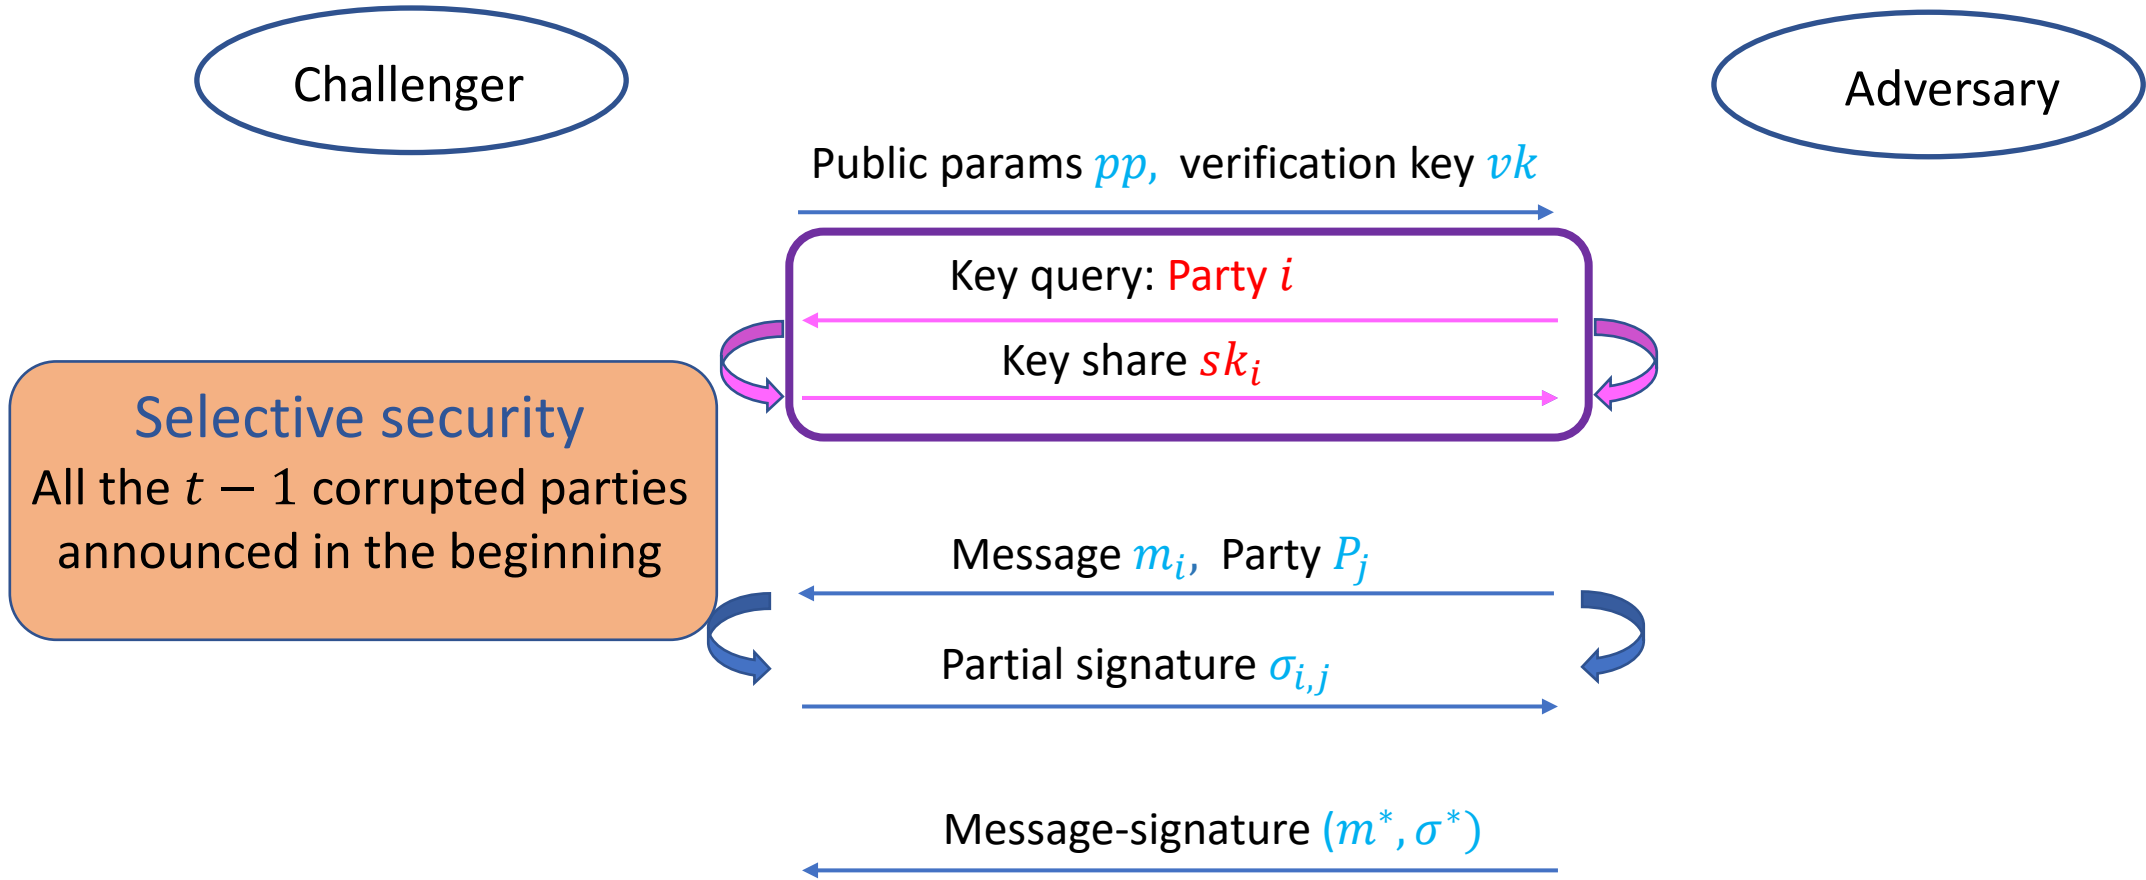 Challenger
Adversary
Public params pp, verification key vk
Key query: Party i
Key share sk_i
Selective security
All the t − 1 corrupted parties
announced in the beginning
Message m_i, Party P_j
Partial signature σ_{i,j}
Message-signature (m*, σ*)